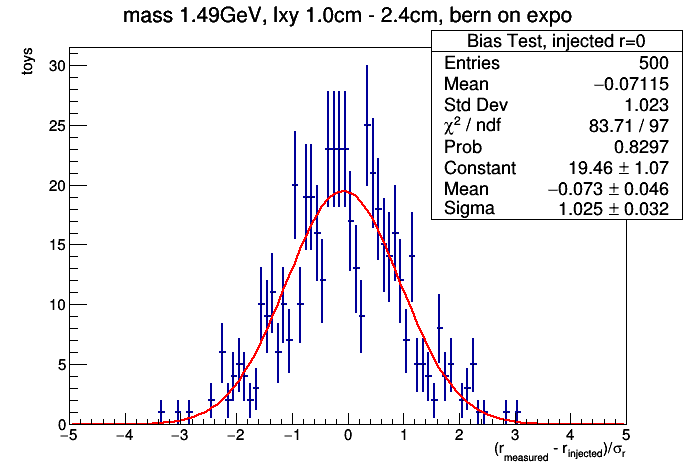 mass 1.49GeV, lxy 1.0cm - 2.4cm, bern on expo
Bias Test, injected r=0
Entries 500
Mean −0.07115
Std Dev 1.023
χ² / ndf 83.71 / 97
Prob 0.8297
Constant 19.46 ± 1.07
Mean −0.073 ± 0.046
Sigma 1.025 ± 0.032
toys
30
25
20
15
10
5
0
−5 −4 −3 −2 −1 0 1 2 3 4 5
(r_measured - r_injected)/σ_r